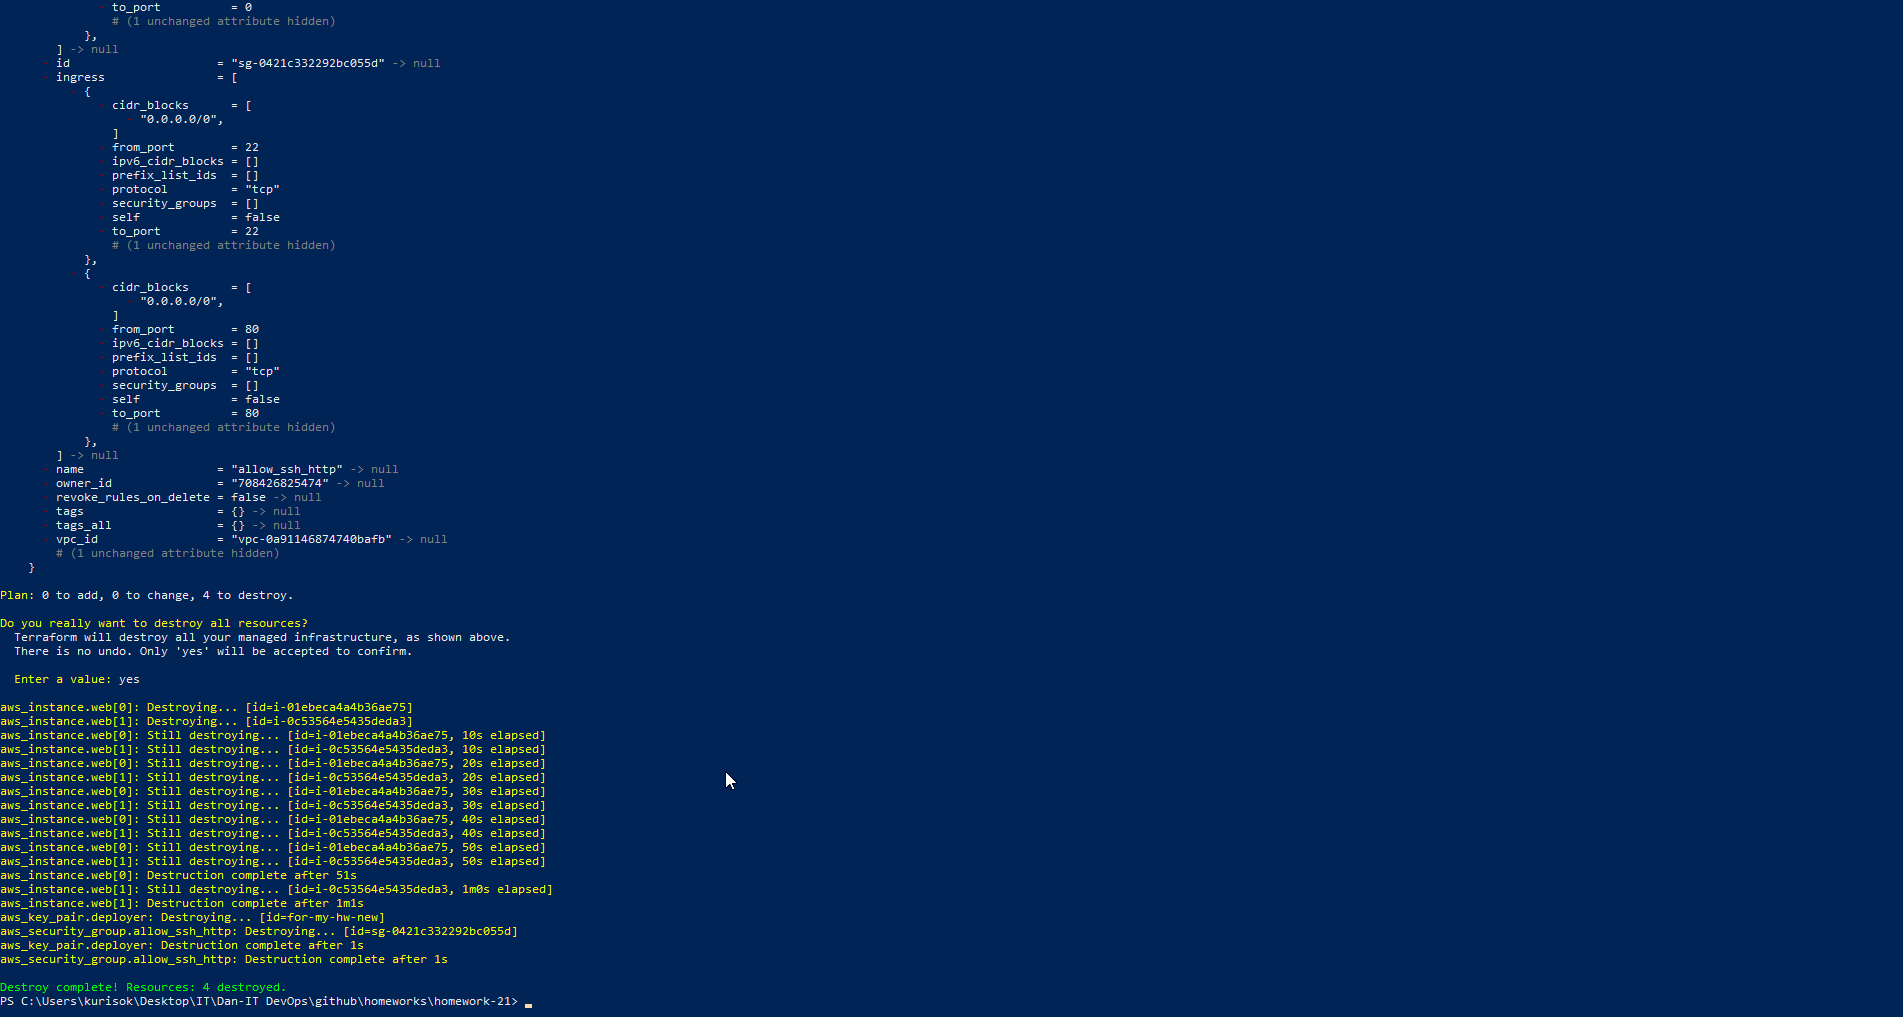 to_port          = 0
# (1 unchanged attribute hidden)
},
] -> null
id                     = "sg-0421c332292bc055d" -> null
ingress                = [
{
cidr_blocks      = [
"0.0.0.0/0",
]
from_port        = 22
ipv6_cidr_blocks = []
prefix_list_ids  = []
protocol         = "tcp"
security_groups  = []
self             = false
to_port          = 22
# (1 unchanged attribute hidden)
},
{
cidr_blocks      = [
"0.0.0.0/0",
]
from_port        = 80
ipv6_cidr_blocks = []
prefix_list_ids  = []
protocol         = "tcp"
security_groups  = []
self             = false
to_port          = 80
# (1 unchanged attribute hidden)
},
] -> null
name                   = "allow_ssh_http" -> null
owner_id               = "708426825474" -> null
revoke_rules_on_delete = false -> null
tags                   = {} -> null
tags_all               = {} -> null
vpc_id                 = "vpc-0a91146874740bafb" -> null
# (1 unchanged attribute hidden)
}
Plan: 0 to add, 0 to change, 4 to destroy.
Do you really want to destroy all resources?
Terraform will destroy all your managed infrastructure, as shown above.
There is no undo. Only 'yes' will be accepted to confirm.
Enter a value: yes
aws_instance.web[0]: Destroying... [id=i-01ebeca4a4b36ae75]
aws_instance.web[1]: Destroying... [id=i-0c53564e5435deda3]
aws_instance.web[0]: Still destroying... [id=i-01ebeca4a4b36ae75, 10s elapsed]
aws_instance.web[1]: Still destroying... [id=i-0c53564e5435deda3, 10s elapsed]
aws_instance.web[0]: Still destroying... [id=i-01ebeca4a4b36ae75, 20s elapsed]
aws_instance.web[1]: Still destroying... [id=i-0c53564e5435deda3, 20s elapsed]
aws_instance.web[0]: Still destroying... [id=i-01ebeca4a4b36ae75, 30s elapsed]
aws_instance.web[1]: Still destroying... [id=i-0c53564e5435deda3, 30s elapsed]
aws_instance.web[0]: Still destroying... [id=i-01ebeca4a4b36ae75, 40s elapsed]
aws_instance.web[1]: Still destroying... [id=i-0c53564e5435deda3, 40s elapsed]
aws_instance.web[0]: Still destroying... [id=i-01ebeca4a4b36ae75, 50s elapsed]
aws_instance.web[1]: Still destroying... [id=i-0c53564e5435deda3, 50s elapsed]
aws_instance.web[0]: Destruction complete after 51s
aws_instance.web[1]: Still destroying... [id=i-0c53564e5435deda3, 1m0s elapsed]
aws_instance.web[1]: Destruction complete after 1m1s
aws_key_pair.deployer: Destroying... [id=for-my-hw-new]
aws_security_group.allow_ssh_http: Destroying... [id=sg-0421c332292bc055d]
aws_key_pair.deployer: Destruction complete after 1s
aws_security_group.allow_ssh_http: Destruction complete after 1s
Destroy complete! Resources: 4 destroyed.
PS C:\Users\kurisok\Desktop\IT\Dan-IT DevOps\github\homeworks\homework-21>